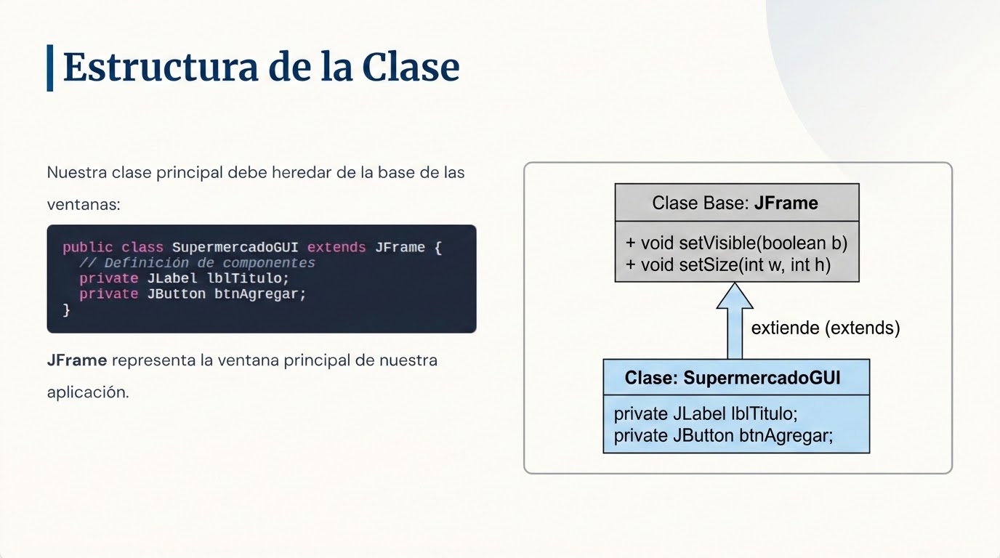 Estructura de la Clase
Nuestra clase principal debe heredar de la base de las
ventanas:
public class SupermercadoGUI extends JFrame {
// Definición de componentes
private JLabel lblTitulo;
private JButton btnAgregar;
}
JFrame representa la ventana principal de nuestra
aplicación.
Clase Base: JFrame
+ void setVisible(boolean b)
+ void setSize(int w, int h)
extiende (extends)
Clase: SupermercadoGUI
private JLabel lblTitulo;
private JButton btnAgregar;